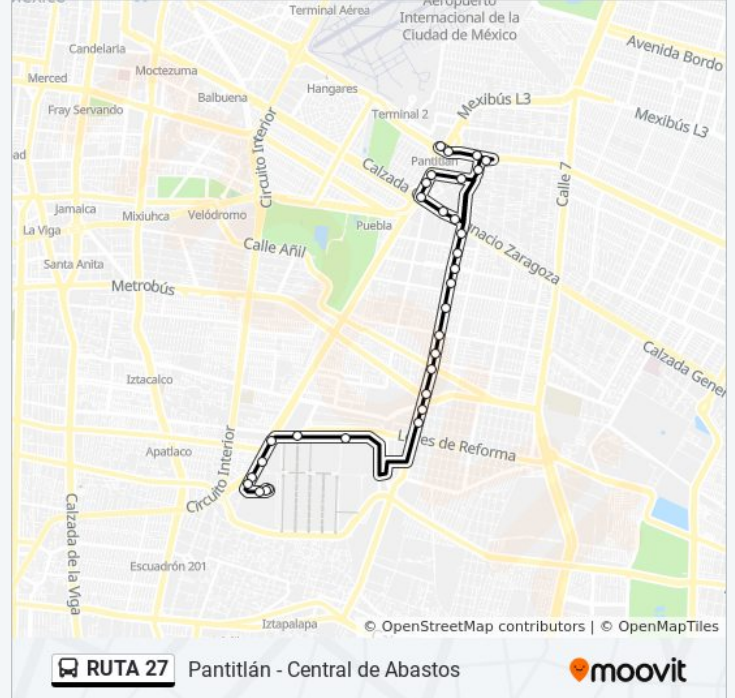 Terminal Aérea
Aeropuerto
Internacional de la
Ciudad de México
Candelaria
Avenida Bordo
Moctezuma
Merced
Hangares
Balbuena
Mexibús L3
Fray Servando
Terminal 2
Mexibús L3
Circuito Interior
ad
Pantitlán
Calzada
Calle 7
Jamaica
Mixiuhca
Velódromo
Puebla
La Viga
Ignacio Zaragoza
Calle Añil
Santa Anita
Metrobús
Calzada Gener
Iztacalco
Apatlaco
de Reforma
Circuito Interior
Calzada de la Viga
Escuadrón 201
Iztapalapa
© OpenStreetMap contributors | © OpenMapTiles
RUTA 27 Pantitlán - Central de Abastos
moovit